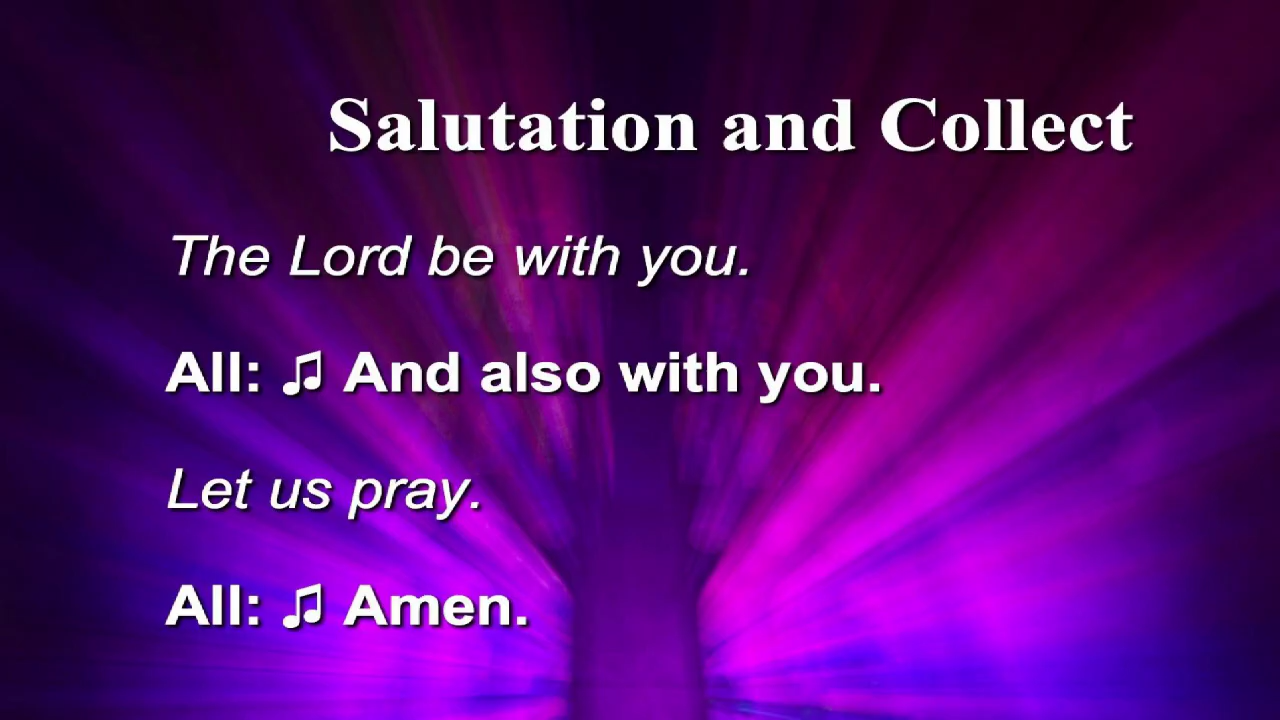 Salutation and Collect
The Lord be with you.
All: ♫ And also with you.
Let us pray.
All: ♫ Amen.